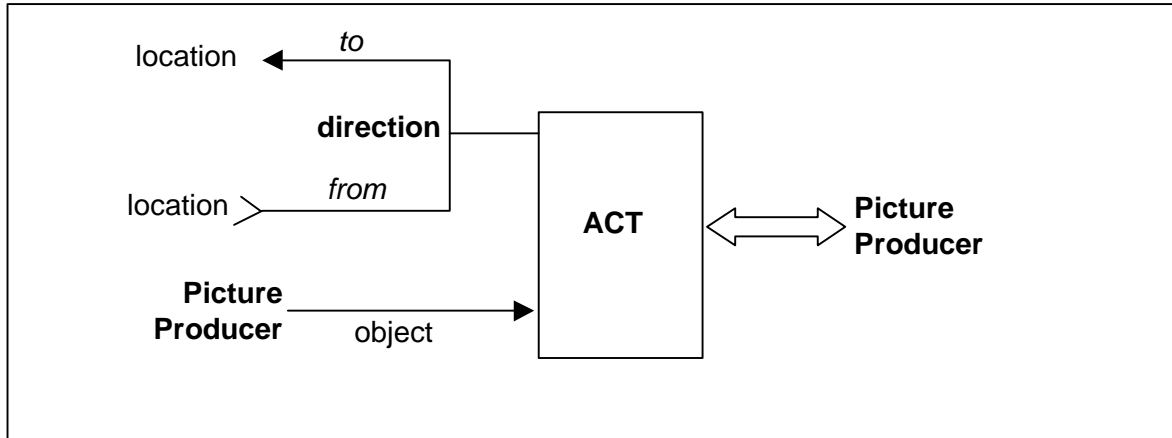 location
to
direction
location
from
ACT
Picture
Producer
Picture
Producer
object